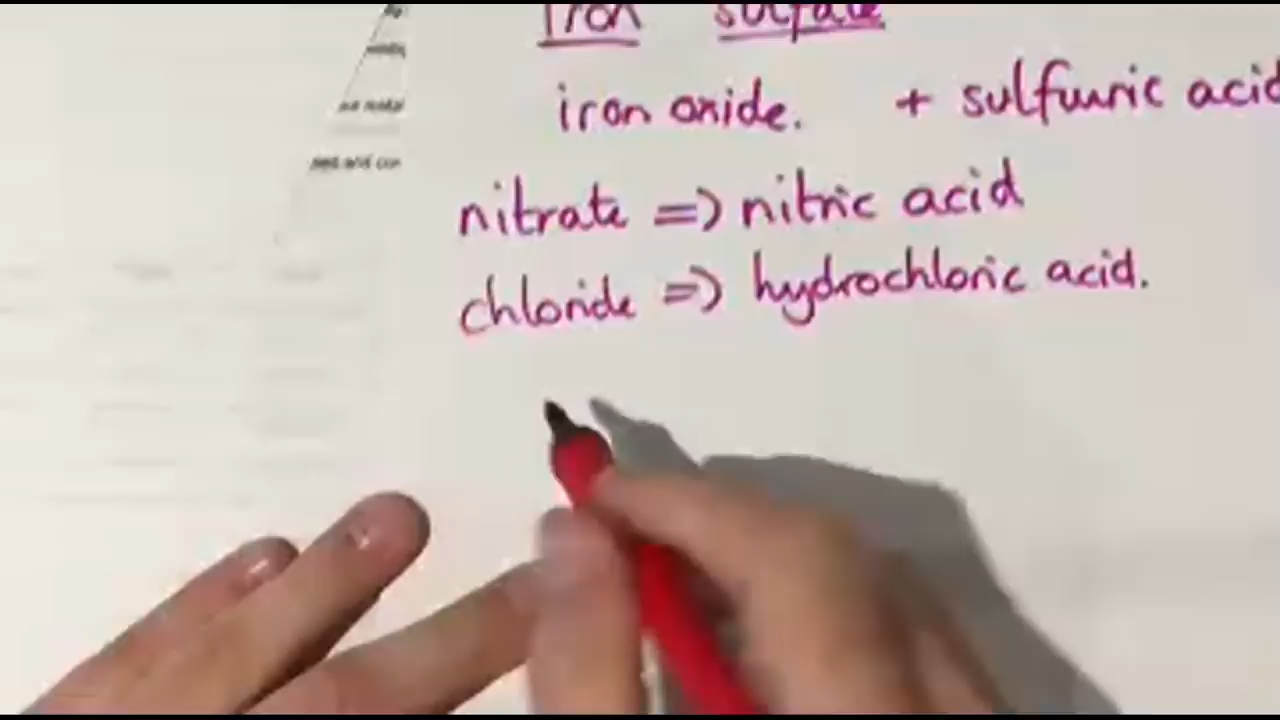 iron sulfate
iron oxide. + sulfuric acid
nitrate => nitric acid
chloride => hydrochloric acid.